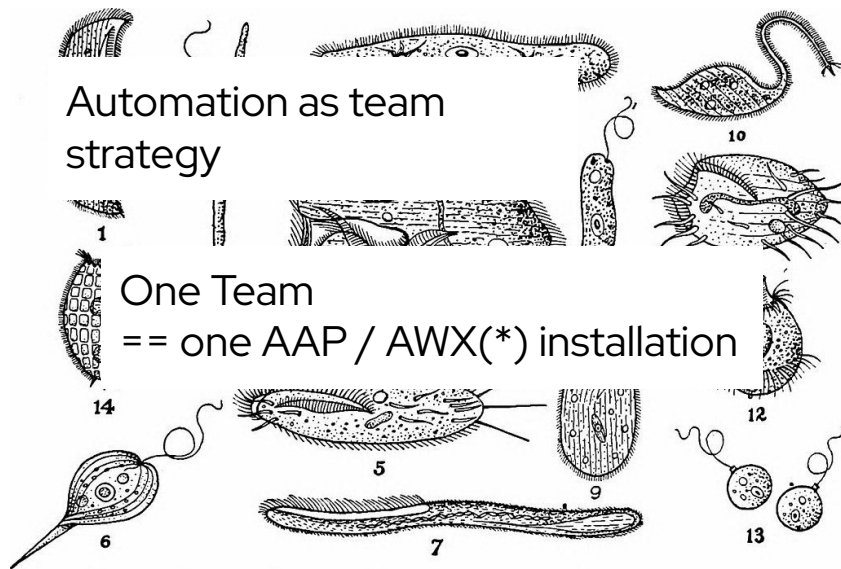 Automation as team
strategy
10
1
One Team
== one AAP / AWX(*) installation
14
12
5
9
6
7
13